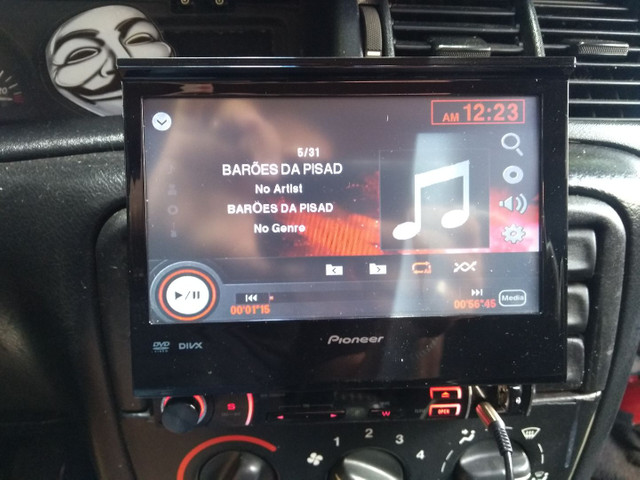 AM 12:23
5/31
BARÕES DA PISAD
No Artist
BARÕES DA PISAD
No Genre
00'01"15
00'56"45
Media
DVD
DIVX
Pioneer
S
W
OPEN
1 2 3 4